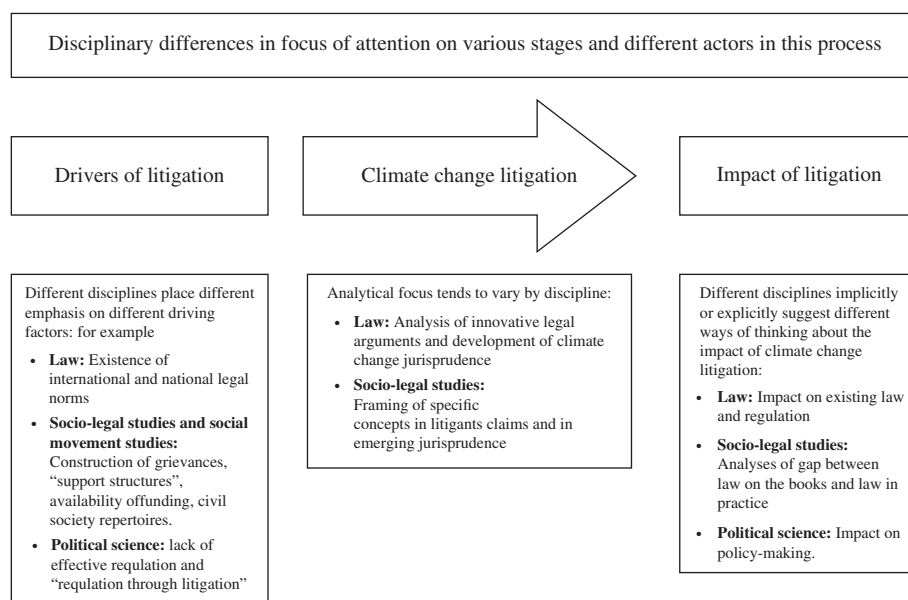 Disciplinary differences in focus of attention on various stages and different actors in this process
Drivers of litigation
Climate change litigation
Impact of litigation
Different disciplines place different
emphasis on different driving
factors: for example
• Law: Existence of
international and national legal
norms
• Socio-legal studies and social
movement studies:
Construction of grievances,
“support structures”,
availability offunding, civil
society repertoires.
• Political science: lack of
effective requlation and
“requlation through litigation”
Analytical focus tends to vary by discipline:
• Law: Analysis of innovative legal
arguments and development of climate
change jurisprudence
• Socio-legal studies:
Framing of specific
concepts in litigants claims and in
emerging jurisprudence
Different disciplines implicitly
or explicitly suggest different
ways of thinking about the
impact of climate change
litigation:
• Law: Impact on existing law
and regulation
• Socio-legal studies:
Analyses of gap between
law on the books and law in
practice
• Political science: Impact on
policy-making.